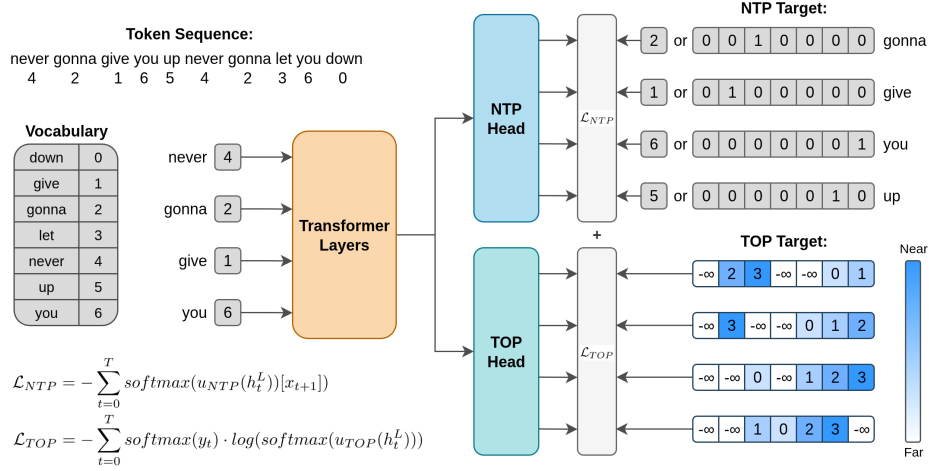 Token Sequence:
never gonna give you up never gonna let you down
4 2 1 6 5 4 2 3 6 0
Vocabulary
down 0
give 1
gonna 2
let 3
never 4
up 5
you 6
never 4
gonna 2
give 1
you 6
Transformer
Layers
NTP
Head
TOP
Head
ℒ_NTP
+
ℒ_TOP
NTP Target:
2 or 0 0 1 0 0 0 0 gonna
1 or 0 1 0 0 0 0 0 give
6 or 0 0 0 0 0 0 1 you
5 or 0 0 0 0 0 1 0 up
TOP Target:
-∞ 2 3 -∞ -∞ 0 1
-∞ 3 -∞ -∞ 0 1 2
-∞ -∞ 0 -∞ 1 2 3
-∞ -∞ 1 0 2 3 -∞
Near
Far
ℒ_NTP = − ∑_{t=0}^{T} softmax(u_NTP(h_t^L))[x_{t+1}])
ℒ_TOP = − ∑_{t=0}^{T} softmax(y_t) · log(softmax(u_TOP(h_t^L)))